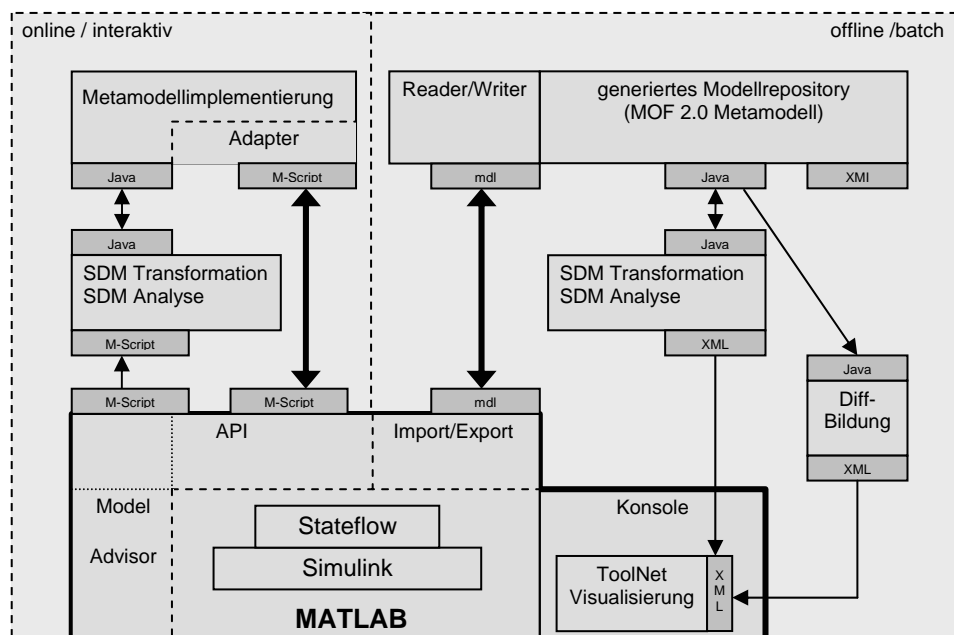 online / interaktiv
offline /batch
Metamodellimplementierung
Adapter
Reader/Writer
generiertes Modellrepository
(MOF 2.0 Metamodell)
Java
M-Script
mdl
Java
XMI
Java
SDM Transformation
SDM Analyse
M-Script
Java
SDM Transformation
SDM Analyse
XML
Java
Diff-
Bildung
XML
M-Script
M-Script
mdl
API
Import/Export
Model
Advisor
Stateflow
Simulink
MATLAB
Konsole
ToolNet
Visualisierung
X
M
L